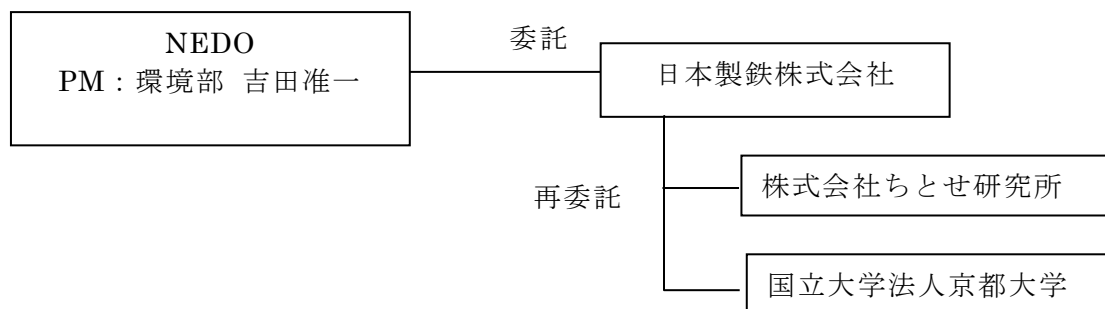 NEDO
PM：環境部 吉田准一
委託
日本製鉄株式会社
再委託
株式会社ちとせ研究所
国立大学法人京都大学